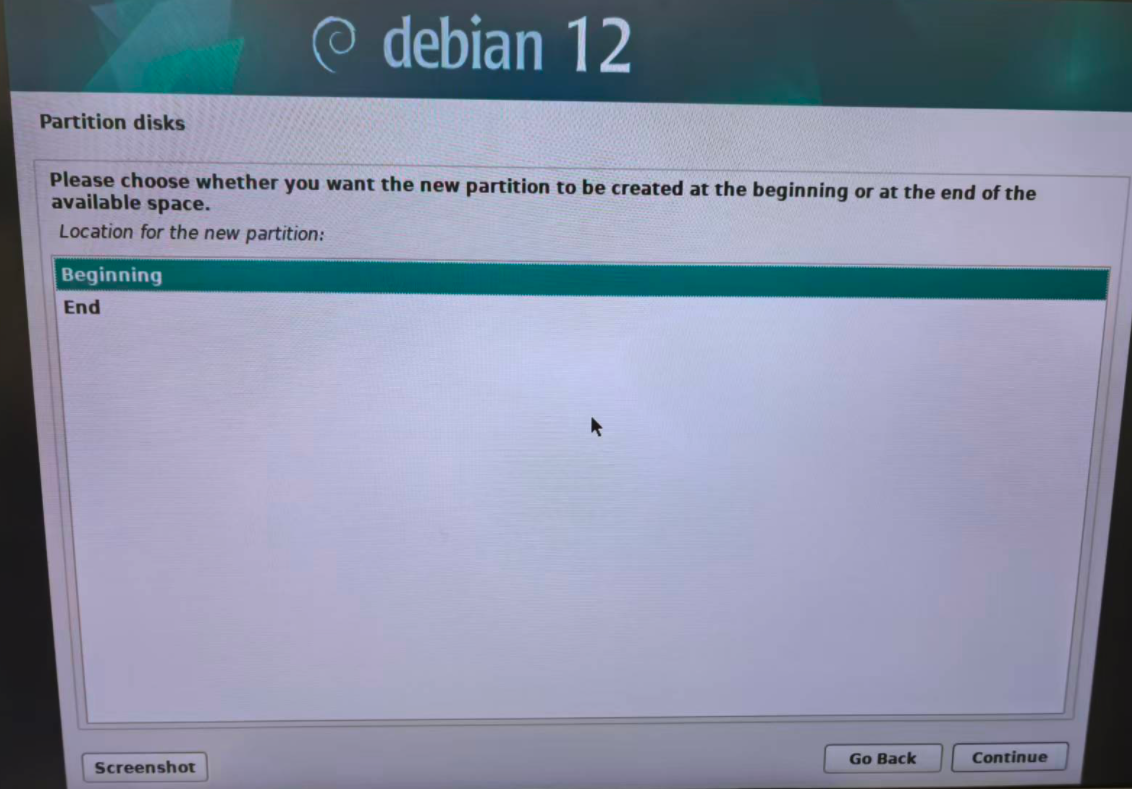 debian 12
Partition disks
Please choose whether you want the new partition to be created at the beginning or at the end of the
available space.
Location for the new partition:
Beginning
End
Screenshot
Go Back
Continue